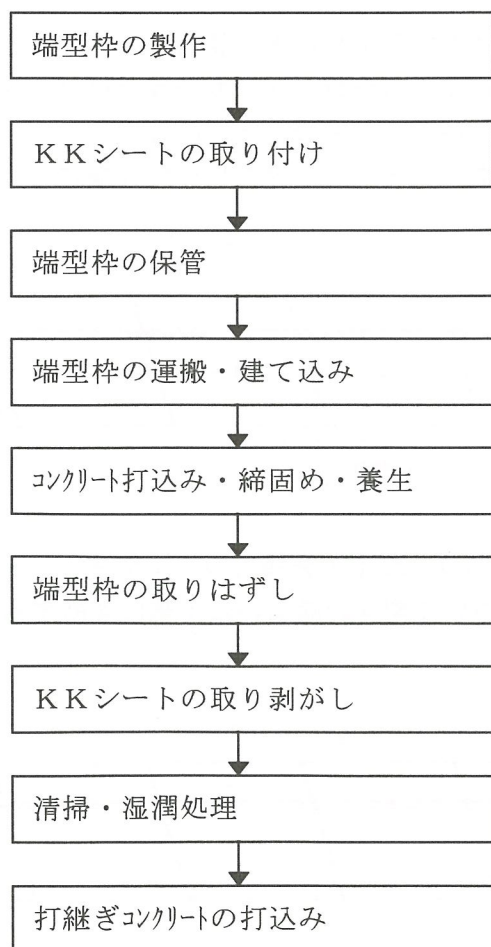 端型枠の製作
ＫＫシートの取り付け
端型枠の保管
端型枠の運搬・建て込み
ｺﾝｸﾘｰﾄ打込み・締固め・養生
端型枠の取りはずし
ＫＫシートの取り剥がし
清掃・湿潤処理
打継ぎｺﾝｸﾘｰﾄの打込み